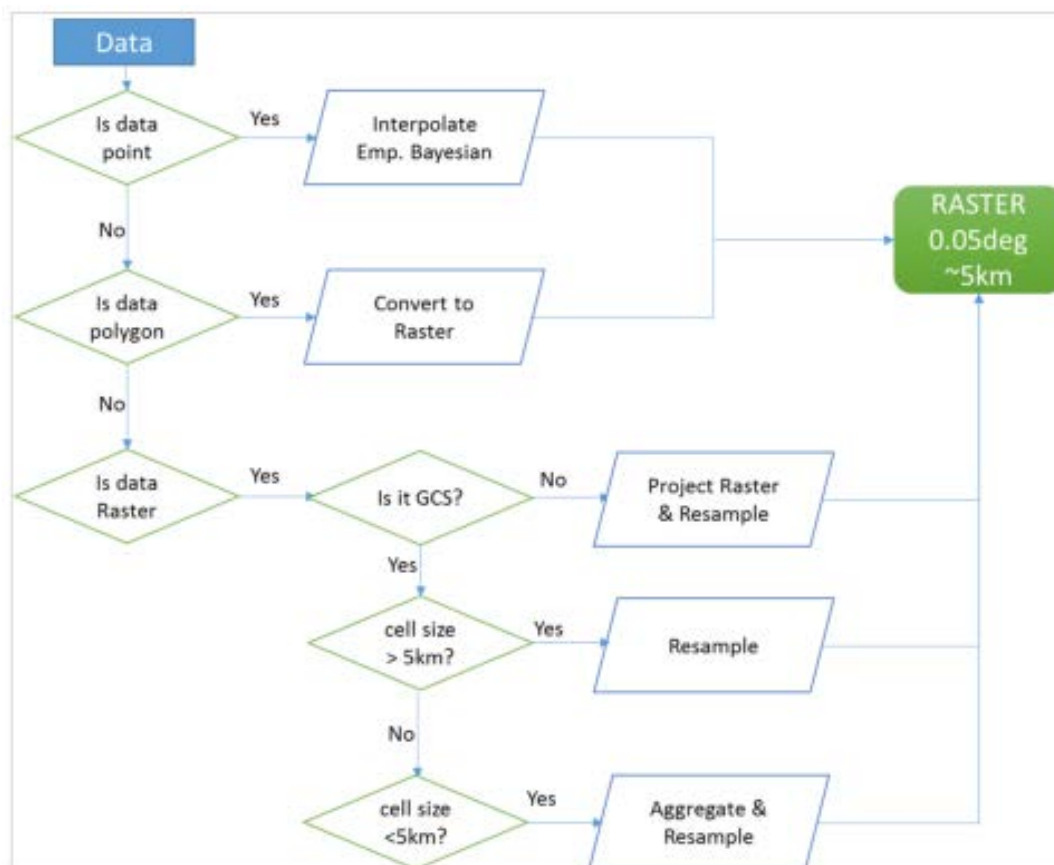 Data
Is data
point
Yes
Interpolate
Emp. Bayesian
RASTER
0.05deg
~5km
No
Is data
polygon
Yes
Convert to
Raster
No
Is data
Raster
Yes
Is it GCS?
No
Project Raster
& Resample
Yes
cell size
> 5km?
Yes
Resample
No
cell size
<5km?
Yes
Aggregate &
Resample